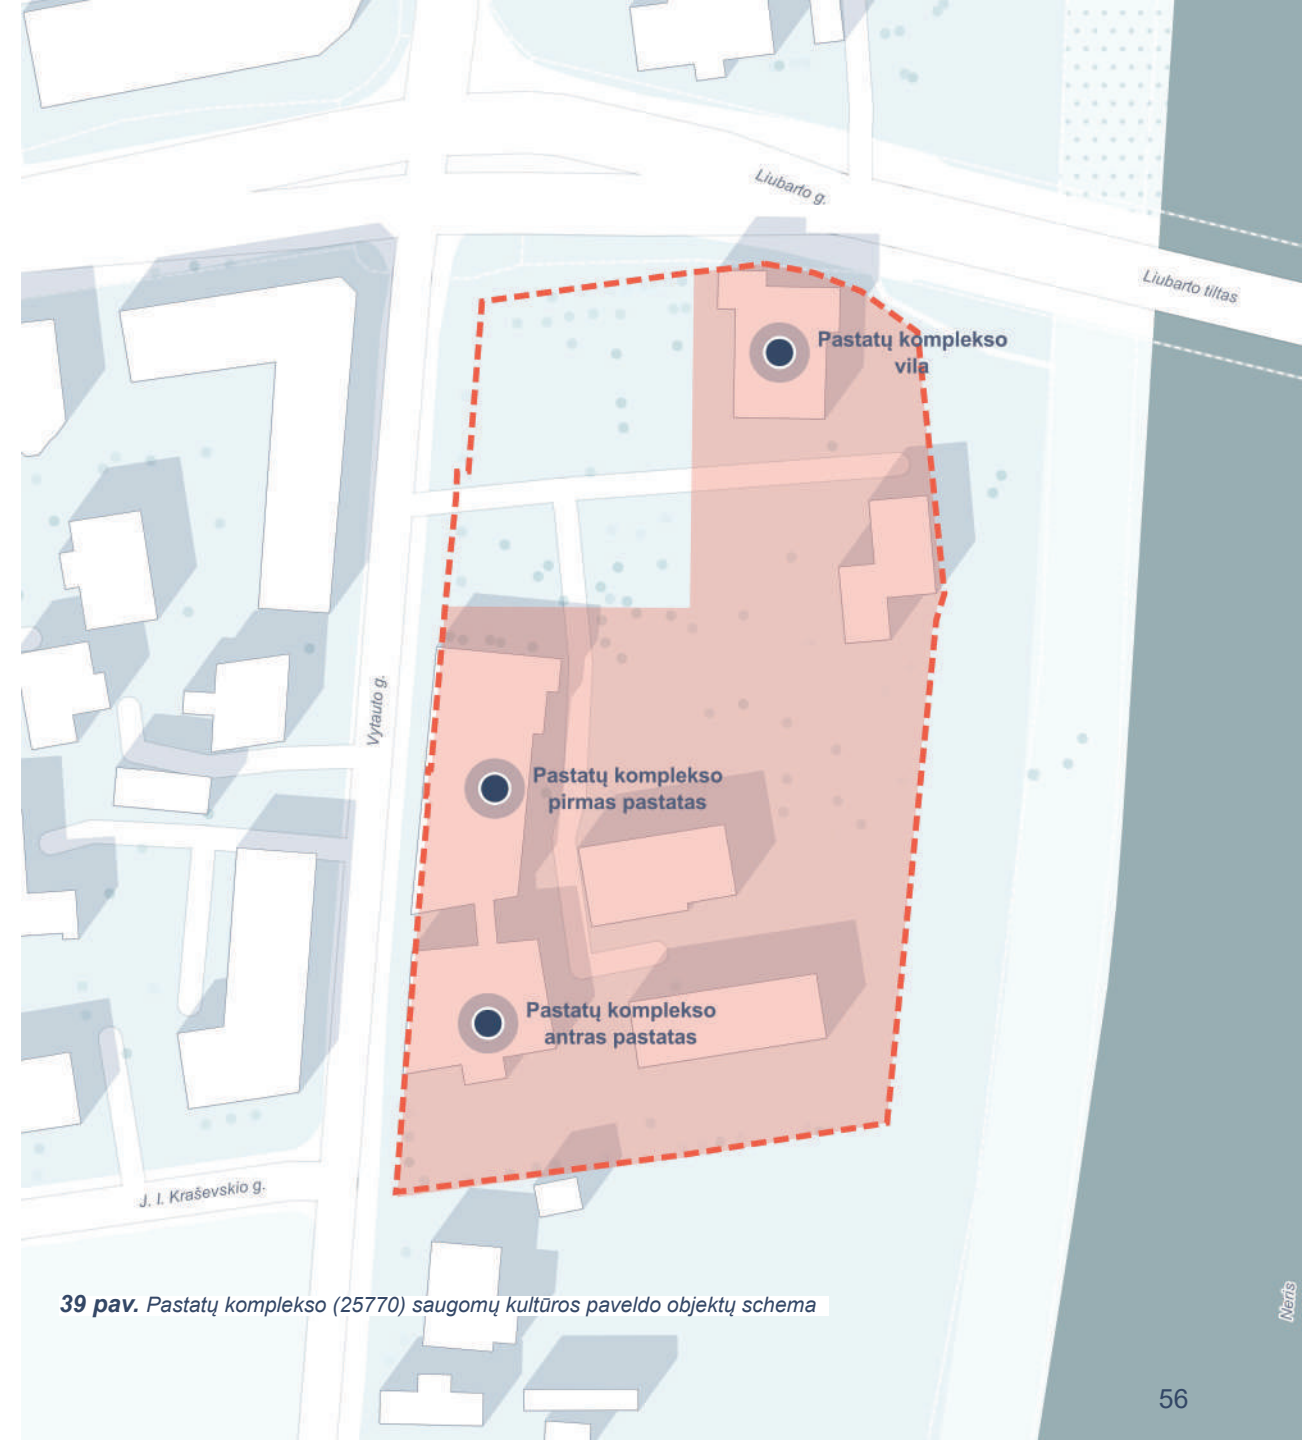 Liubarto g.
Liubarto tiltas
Pastatų komplekso
vila
Vytauto g.
Pastatų komplekso
pirmas pastatas
Pastatų komplekso
antras pastatas
J. I. Kraševskio g.
Neris
39 pav. Pastatų komplekso (25770) saugomų kultūros paveldo objektų schema
56